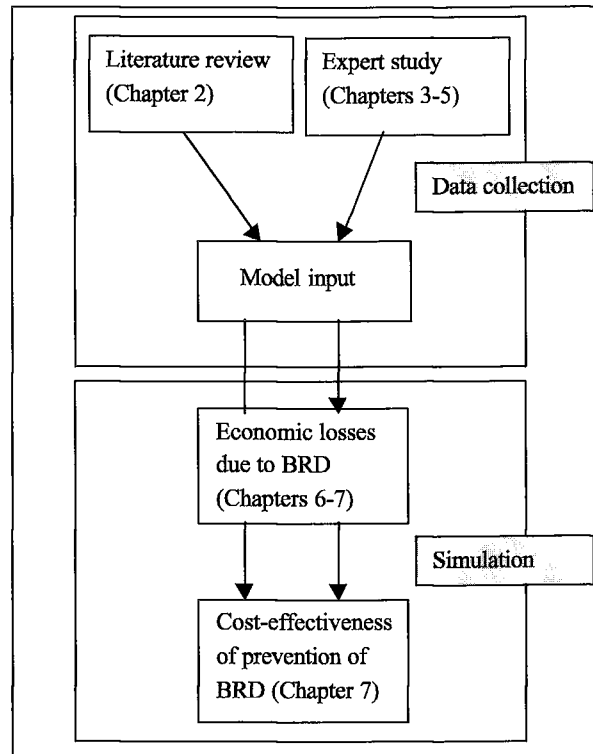 Literature review
(Chapter 2)
Expert study
(Chapters 3-5)
Data collection
Model input
Economic losses
due to BRD
(Chapters 6-7)
Simulation
Cost-effectiveness
of prevention of
BRD (Chapter 7)